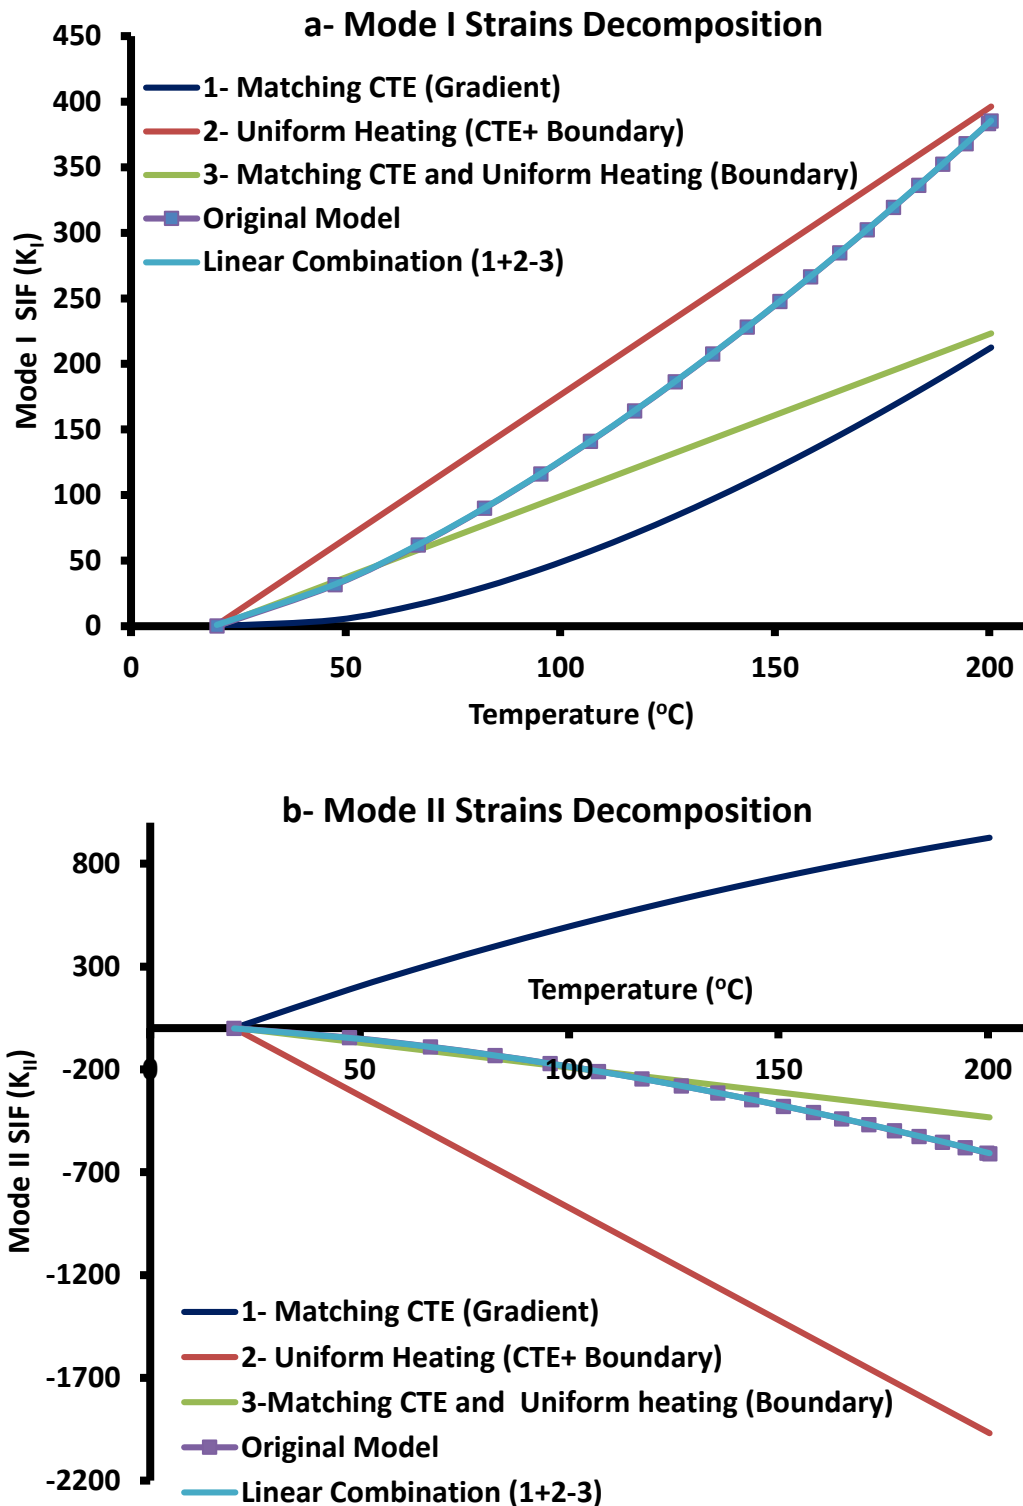 a- Mode I Strains Decomposition
450
400
350
300
250
200
150
100
50
0
Mode I SIF (KI)
1- Matching CTE (Gradient)
2- Uniform Heating (CTE+ Boundary)
3- Matching CTE and Uniform Heating (Boundary)
Original Model
Linear Combination (1+2-3)
0 50 100 150 200
Temperature (oC)
b- Mode II Strains Decomposition
800
300
-200
-700
-1200
-1700
-2200
Mode II SIF (KII)
Temperature (oC)
0 50 100 150 200
1- Matching CTE (Gradient)
2- Uniform Heating (CTE+ Boundary)
3-Matching CTE and Uniform heating (Boundary)
Original Model
Linear Combination (1+2-3)